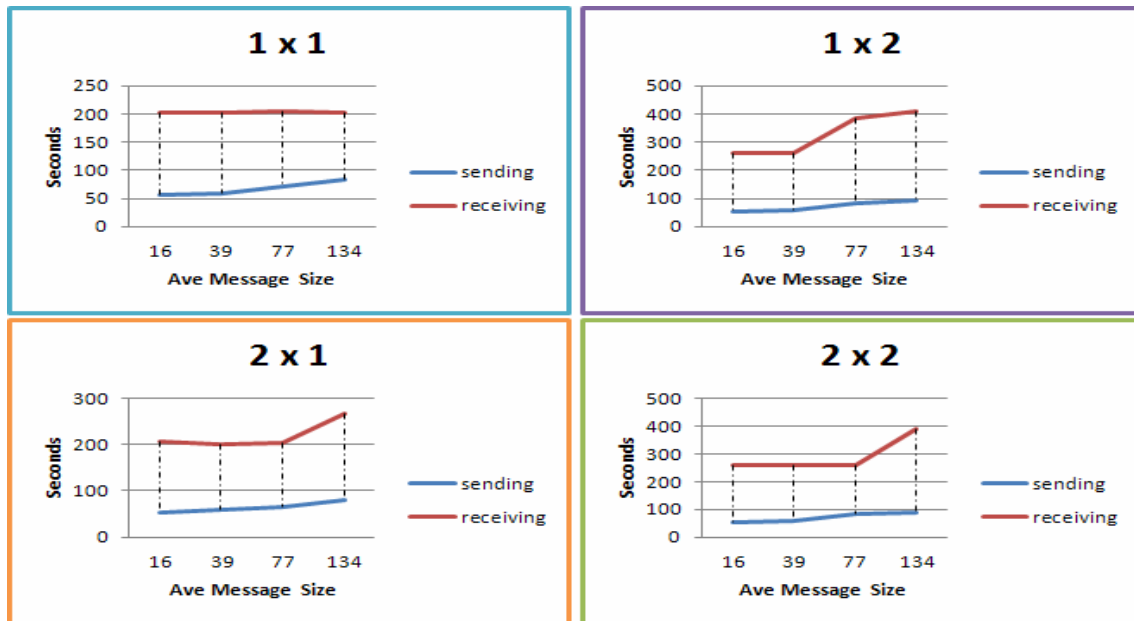 1 x 1
250
200
150
100
50
0
Seconds
16 39 77 134
Ave Message Size
sending
receiving
1 x 2
500
400
300
200
100
0
Seconds
16 39 77 134
Ave Message Size
sending
receiving
2 x 1
300
200
100
0
Seconds
16 39 77 134
Ave Message Size
sending
receiving
2 x 2
500
400
300
200
100
0
Seconds
16 39 77 134
Ave Message Size
sending
receiving